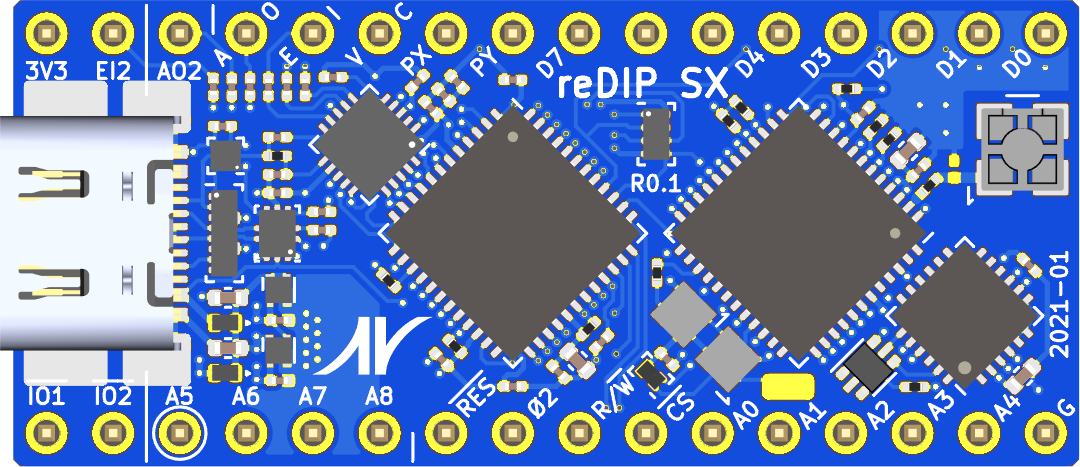 A O I C
A E V PX PY D7 D4 D3 D2 D1 D0
3V3 EI2 AO2
reDIP SX
R0.1
2021-01
IO1 IO2 A5 A6 A7 A8 RES Ø2 R/W CS A0 A1 A2 A3 A4 G